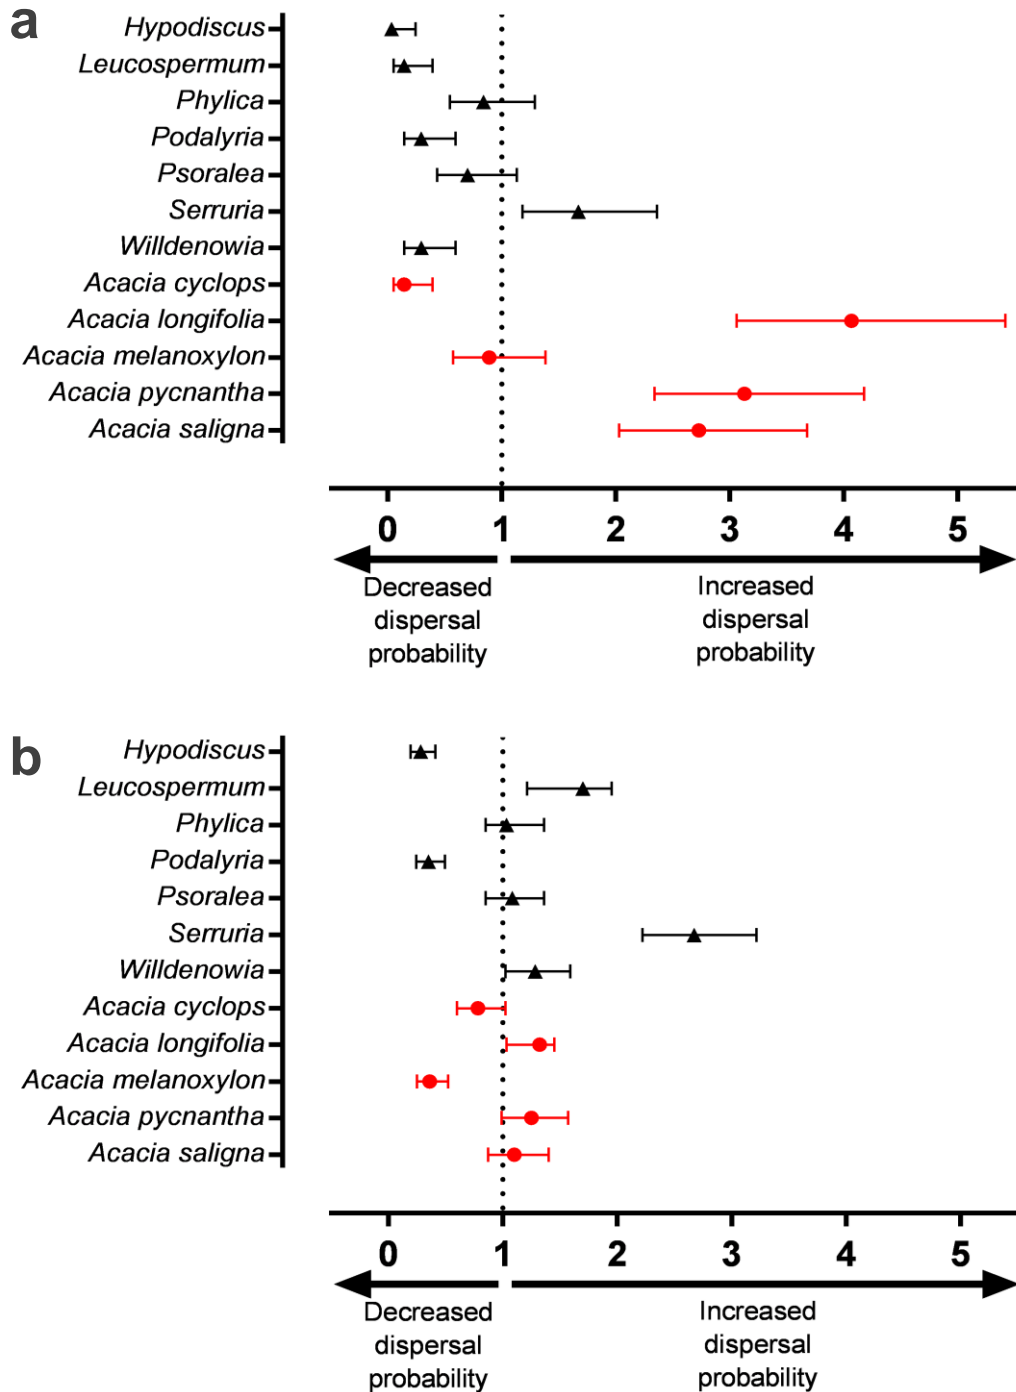 a
Hypodiscus
Leucospermum
Phylica
Podalyria
Psoralea
Serruria
Willdenowia
Acacia cyclops
Acacia longifolia
Acacia melanoxylon
Acacia pycnantha
Acacia saligna
0 1 2 3 4 5
Decreased
dispersal
probability
Increased
dispersal
probability
b
Hypodiscus
Leucospermum
Phylica
Podalyria
Psoralea
Serruria
Willdenowia
Acacia cyclops
Acacia longifolia
Acacia melanoxylon
Acacia pycnantha
Acacia saligna
0 1 2 3 4 5
Decreased
dispersal
probability
Increased
dispersal
probability